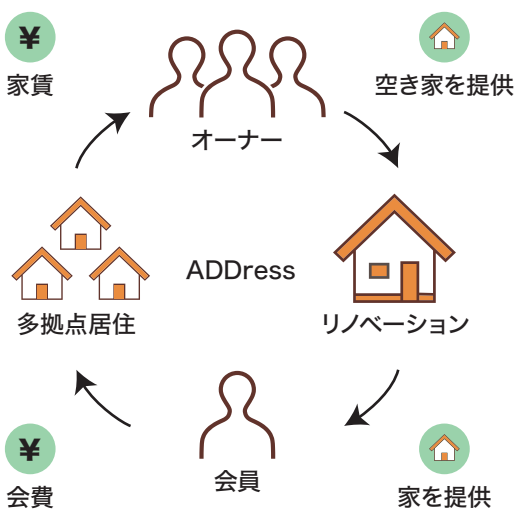 ¥
家賃
オーナー
空き家を提供
ADDress
多拠点居住
リノベーション
¥
会費
会員
家を提供